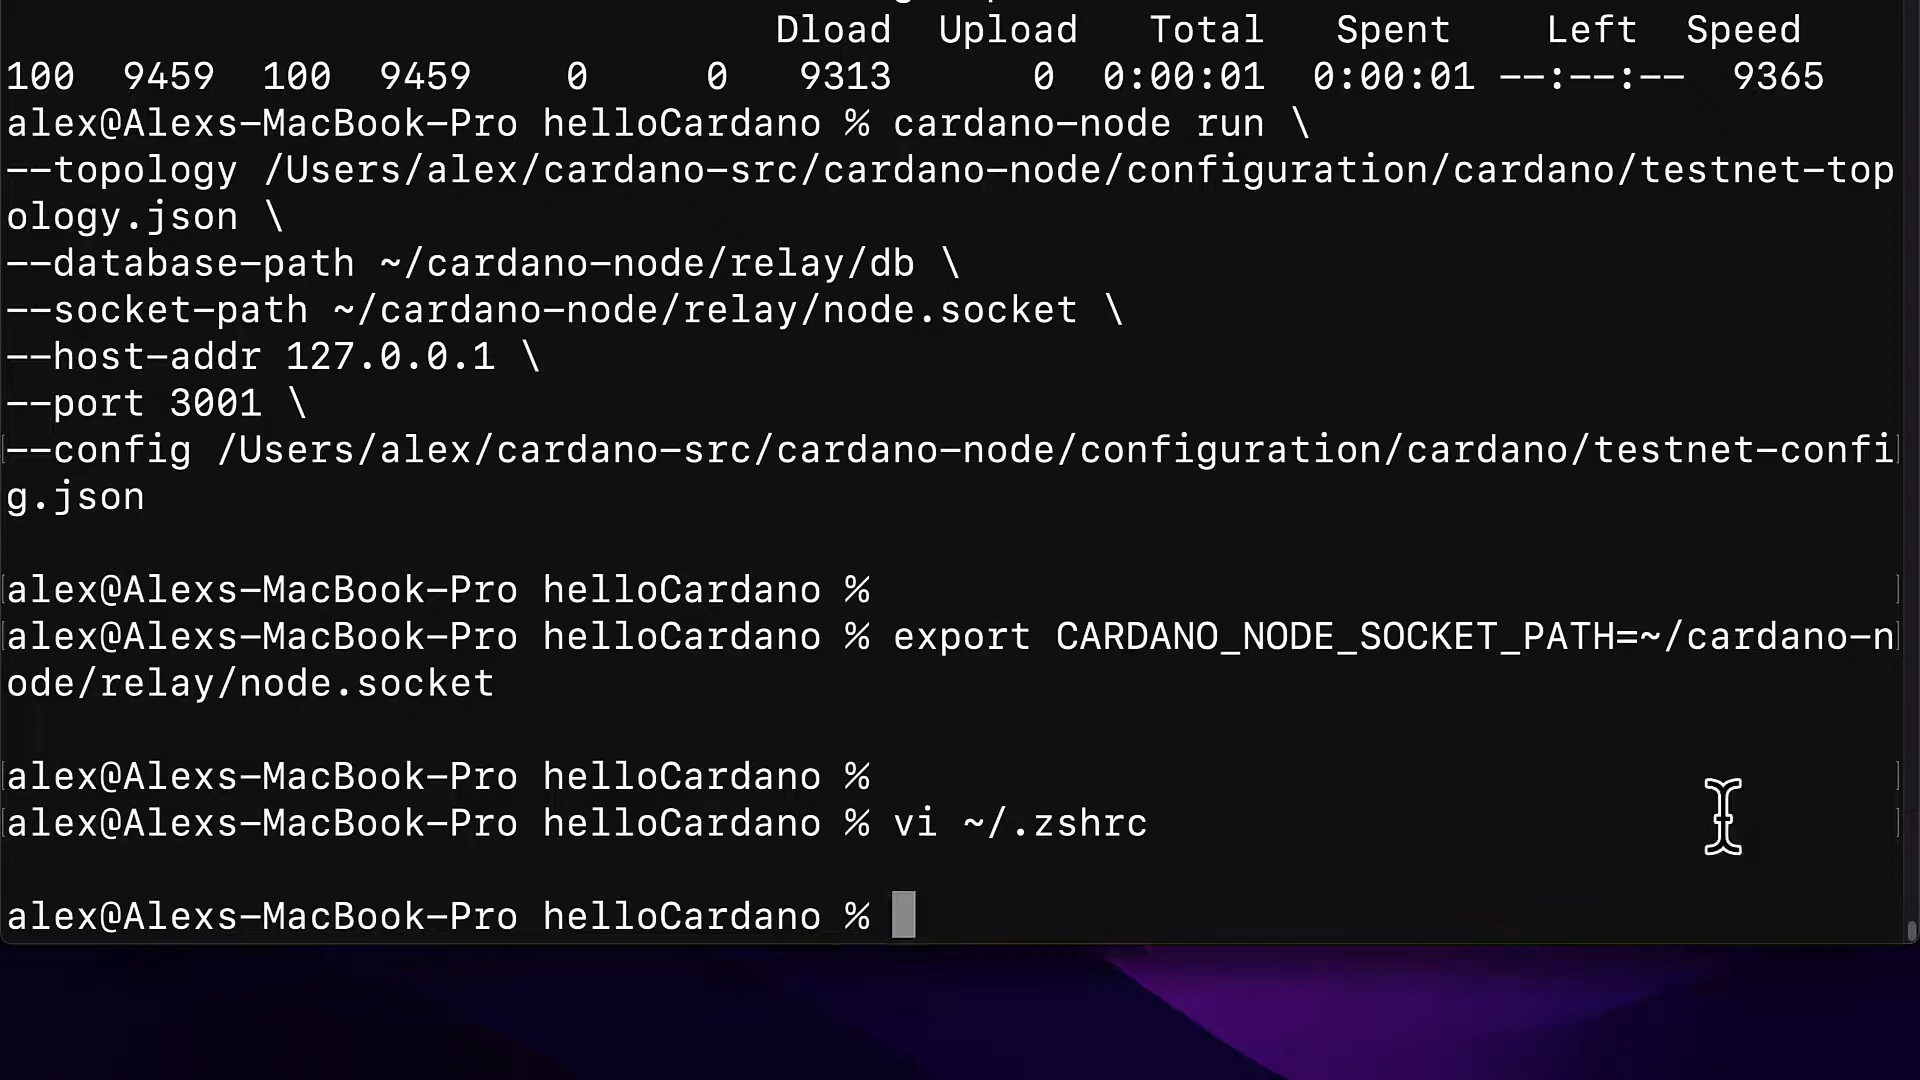 Dload  Upload   Total   Spent    Left  Speed
100  9459  100  9459    0     0   9313      0  0:00:01  0:00:01 --:--:--  9365
alex@Alexs-MacBook-Pro helloCardano % cardano-node run \
--topology /Users/alex/cardano-src/cardano-node/configuration/cardano/testnet-top
ology.json \
--database-path ~/cardano-node/relay/db \
--socket-path ~/cardano-node/relay/node.socket \
--host-addr 127.0.0.1 \
--port 3001 \
--config /Users/alex/cardano-src/cardano-node/configuration/cardano/testnet-confi
g.json
alex@Alexs-MacBook-Pro helloCardano %
alex@Alexs-MacBook-Pro helloCardano % export CARDANO_NODE_SOCKET_PATH=~/cardano-n
ode/relay/node.socket
alex@Alexs-MacBook-Pro helloCardano %
alex@Alexs-MacBook-Pro helloCardano % vi ~/.zshrc
alex@Alexs-MacBook-Pro helloCardano %